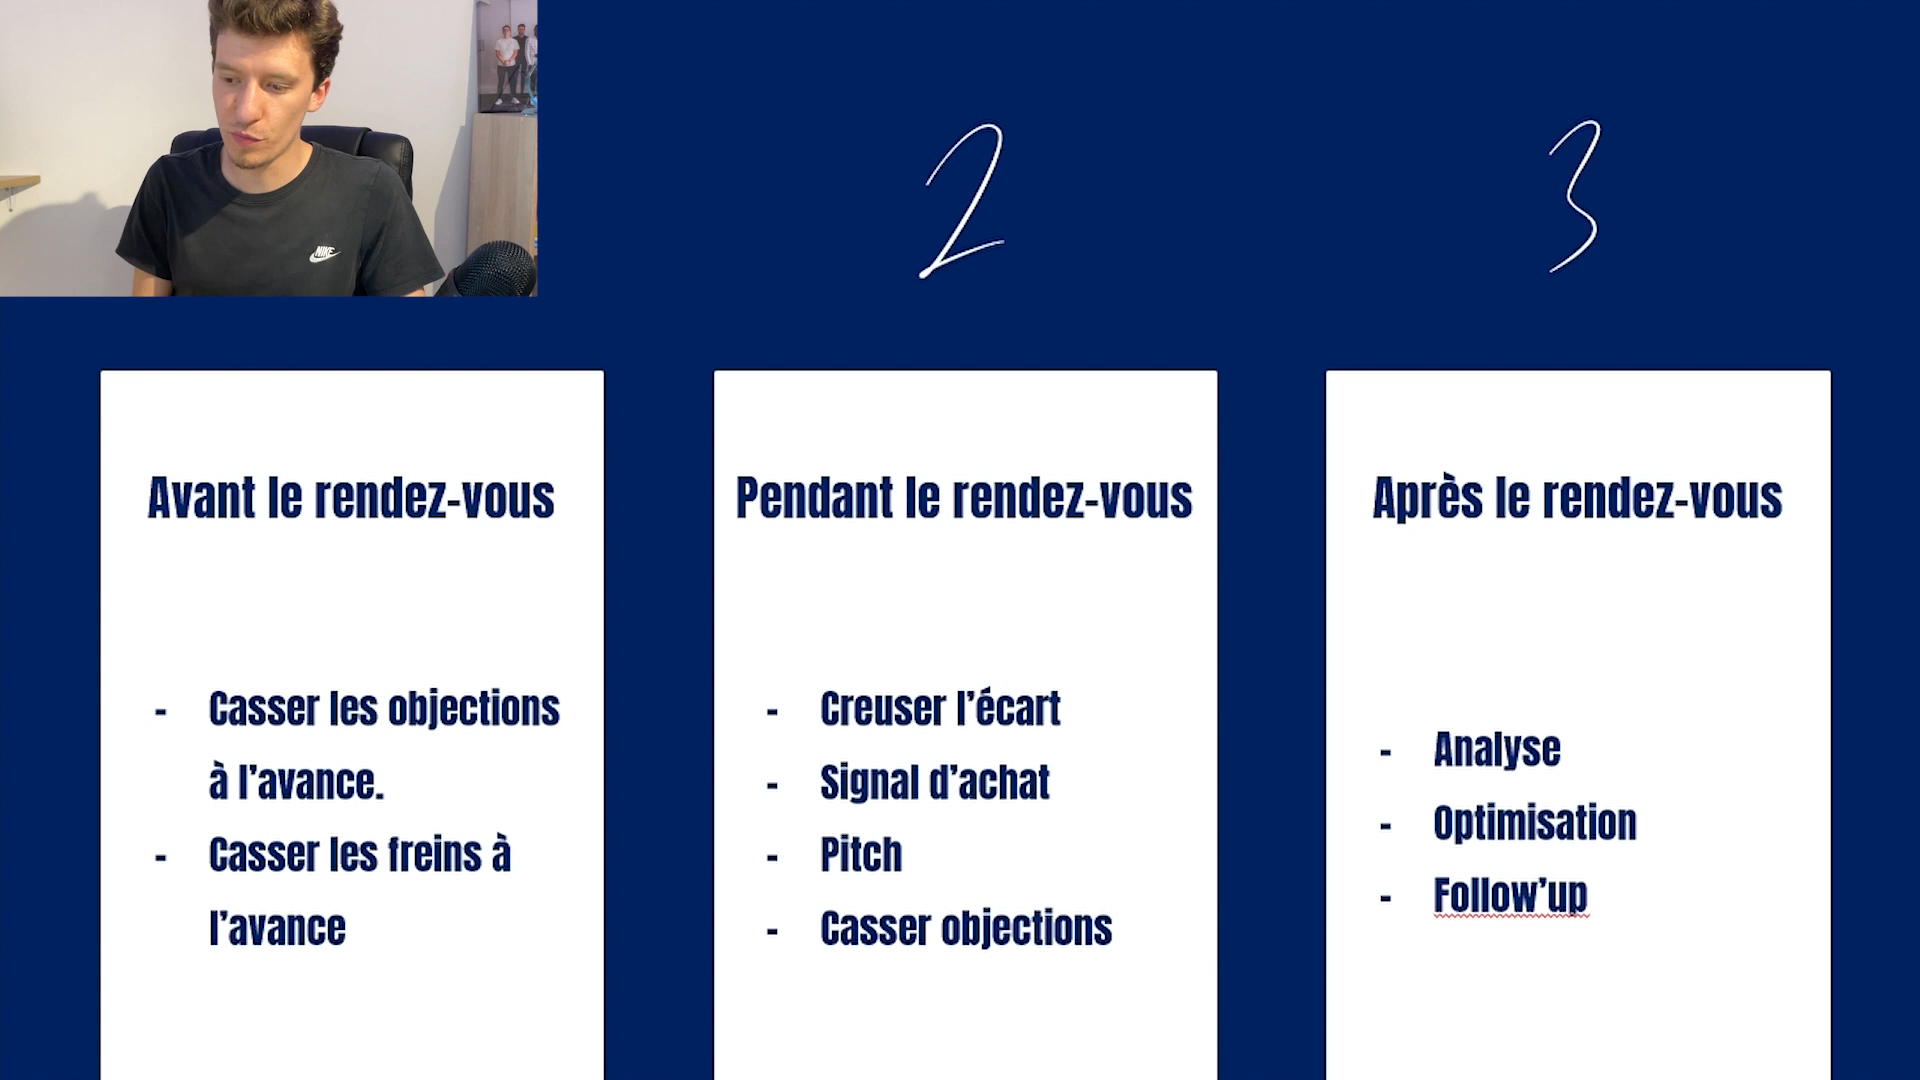 NIKE
2
3
Avant le rendez-vous
- Casser les objections
à l’avance.
- Casser les freins à
l’avance
Pendant le rendez-vous
- Creuser l’écart
- Signal d’achat
- Pitch
- Casser objections
Après le rendez-vous
- Analyse
- Optimisation
- Follow’up